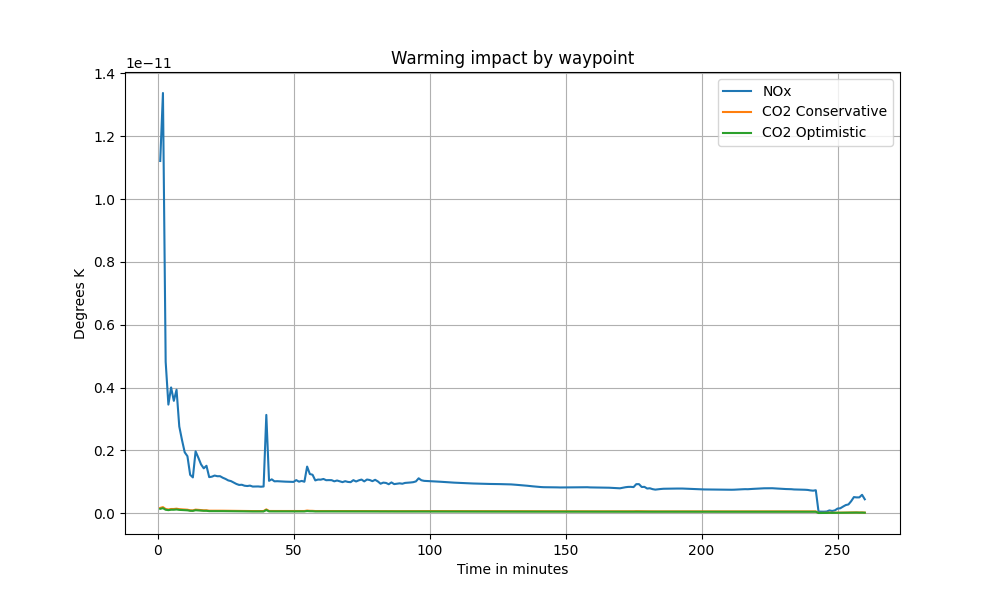 Warming impact by waypoint
1e−11
1.4
1.2
1.0
0.8
0.6
0.4
0.2
0.0
Degrees K
NOx
CO2 Conservative
CO2 Optimistic
0 50 100 150 200 250
Time in minutes